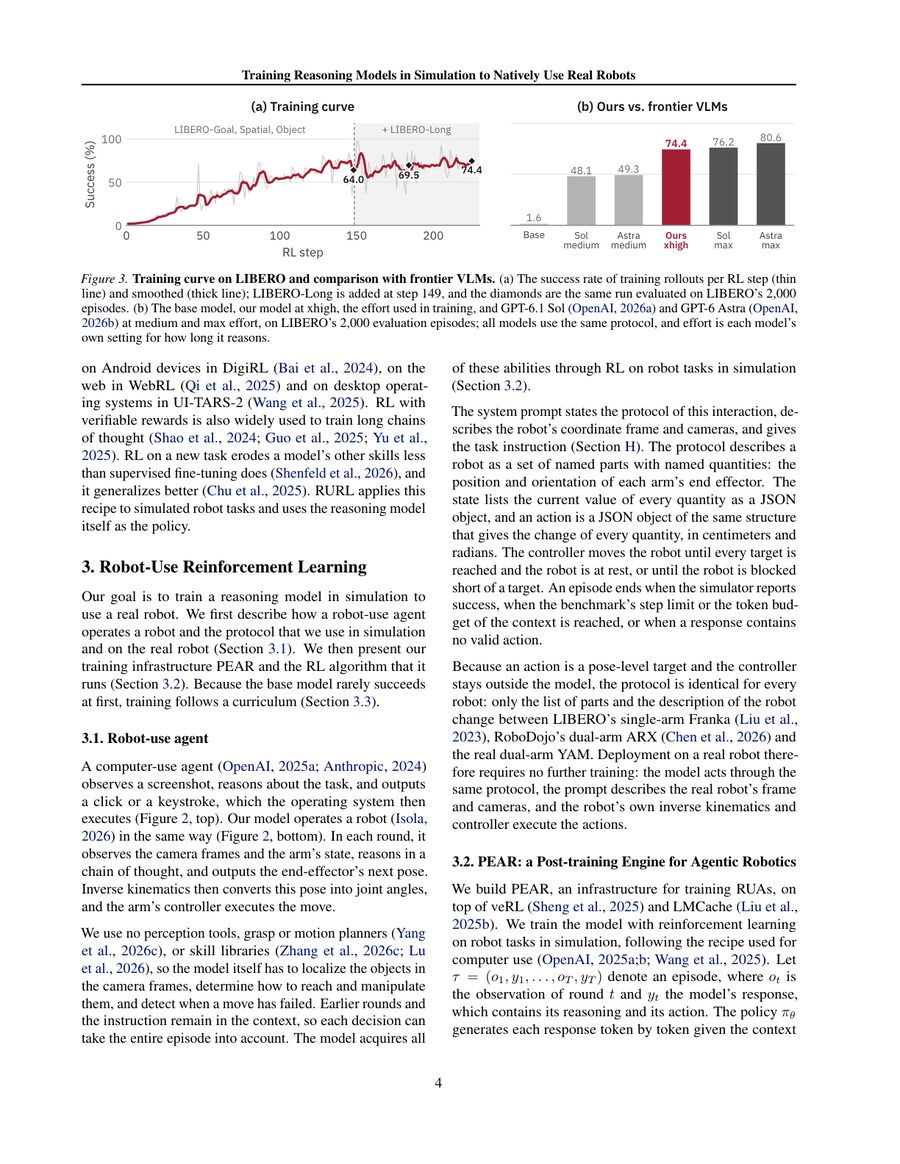 Training Reasoning Models in Simulation to Natively Use Real Robots
(a) Training curve
LIBERO-Goal, Spatial, Object
+ LIBERO-Long
Success (%)
100
50
0
64.0
69.5
74.4
0
50
100
150
200
RL step
(b) Ours vs. frontier VLMs
1.6
48.1
49.3
74.4
76.2
80.6
Base
Sol
medium
Astra
medium
Ours
xhigh
Sol
max
Astra
max
Figure 3. Training curve on LIBERO and comparison with frontier VLMs. (a) The success rate of training rollouts per RL step (thin
line) and smoothed (thick line); LIBERO-Long is added at step 149, and the diamonds are the same run evaluated on LIBERO's 2,000
episodes. (b) The base model, our model at xhigh, the effort used in training, and GPT-6.1 Sol (OpenAI, 2026a) and GPT-6 Astra (OpenAI,
2026b) at medium and max effort, on LIBERO's 2,000 evaluation episodes; all models use the same protocol, and effort is each model's
own setting for how long it reasons.
on Android devices in DigiRL (Bai et al., 2024), on the
web in WebRL (Qi et al., 2025) and on desktop operat-
ing systems in UI-TARS-2 (Wang et al., 2025). RL with
verifiable rewards is also widely used to train long chains
of thought (Shao et al., 2024; Guo et al., 2025; Yu et al.,
2025). RL on a new task erodes a model's other skills less
than supervised fine-tuning does (Shenfeld et al., 2026), and
it generalizes better (Chu et al., 2025). RURL applies this
recipe to simulated robot tasks and uses the reasoning model
itself as the policy.
3. Robot-Use Reinforcement Learning
Our goal is to train a reasoning model in simulation to
use a real robot. We first describe how a robot-use agent
operates a robot and the protocol that we use in simulation
and on the real robot (Section 3.1). We then present our
training infrastructure PEAR and the RL algorithm that it
runs (Section 3.2). Because the base model rarely succeeds
at first, training follows a curriculum (Section 3.3).
3.1. Robot-use agent
A computer-use agent (OpenAI, 2025a; Anthropic, 2024)
observes a screenshot, reasons about the task, and outputs
a click or a keystroke, which the operating system then
executes (Figure 2, top). Our model operates a robot (Isola,
2026) in the same way (Figure 2, bottom). In each round, it
observes the camera frames and the arm's state, reasons in a
chain of thought, and outputs the end-effector's next pose.
Inverse kinematics then converts this pose into joint angles,
and the arm's controller executes the move.
We use no perception tools, grasp or motion planners (Yang
et al., 2026c), or skill libraries (Zhang et al., 2026c; Lu
et al., 2026), so the model itself has to localize the objects in
the camera frames, determine how to reach and manipulate
them, and detect when a move has failed. Earlier rounds and
the instruction remain in the context, so each decision can
take the entire episode into account. The model acquires all
of these abilities through RL on robot tasks in simulation
(Section 3.2).
The system prompt states the protocol of this interaction, de-
scribes the robot's coordinate frame and cameras, and gives
the task instruction (Section H). The protocol describes a
robot as a set of named parts with named quantities: the
position and orientation of each arm's end effector. The
state lists the current value of every quantity as a JSON
object, and an action is a JSON object of the same structure
that gives the change of every quantity, in centimeters and
radians. The controller moves the robot until every target is
reached and the robot is at rest, or until the robot is blocked
short of a target. An episode ends when the simulator reports
success, when the benchmark's step limit or the token bud-
get of the context is reached, or when a response contains
no valid action.
Because an action is a pose-level target and the controller
stays outside the model, the protocol is identical for every
robot: only the list of parts and the description of the robot
change between LIBERO's single-arm Franka (Liu et al.,
2023), RoboDojo's dual-arm ARX (Chen et al., 2026) and
the real dual-arm YAM. Deployment on a real robot there-
fore requires no further training: the model acts through the
same protocol, the prompt describes the real robot's frame
and cameras, and the robot's own inverse kinematics and
controller execute the actions.
3.2. PEAR: a Post-training Engine for Agentic Robotics
We build PEAR, an infrastructure for training RUAs, on
top of veRL (Sheng et al., 2025) and LMCache (Liu et al.,
2025b). We train the model with reinforcement learning
on robot tasks in simulation, following the recipe used for
computer use (OpenAI, 2025a;b; Wang et al., 2025). Let
τ = (o₁, y₁, . . . , o_T, y_T) denote an episode, where o_t is
the observation of round t and y_t the model's response,
which contains its reasoning and its action. The policy π_θ
generates each response token by token given the context
4